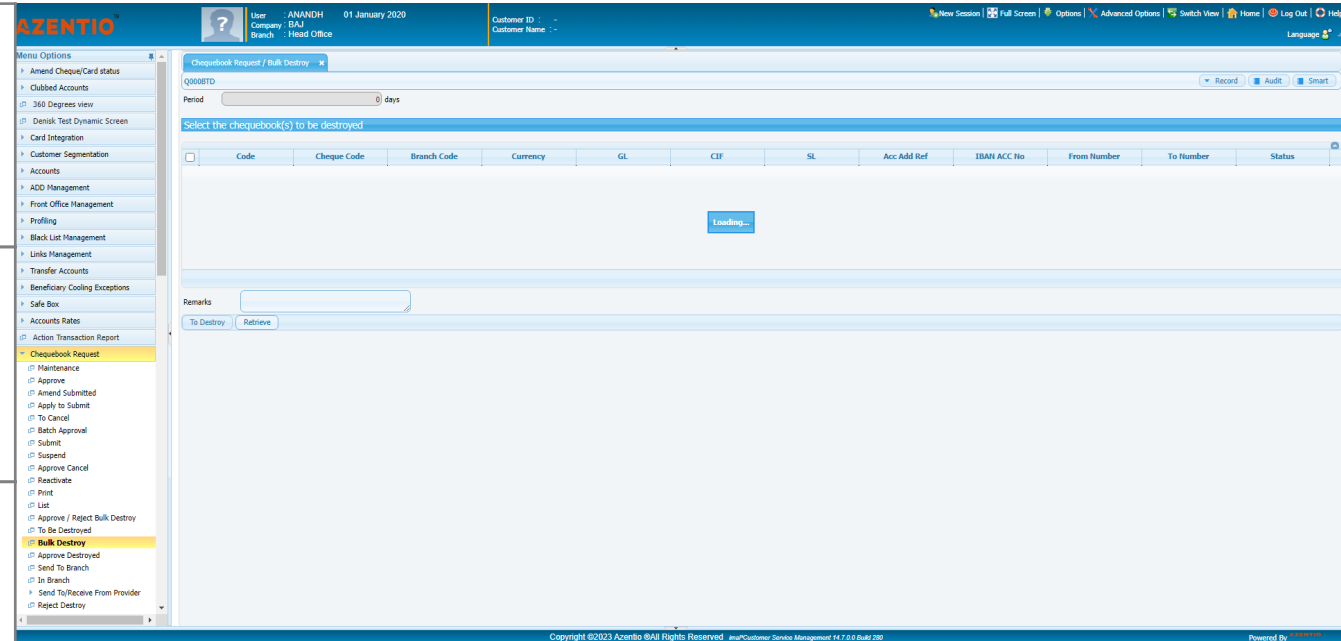 AZENTIO
User : ANANDH 01 January 2020
Company : BAJ
Branch : Head Office
Customer ID : -
Customer Name : -
New Session | Full Screen | Options | Advanced Options | Switch View | Home | Log Out | Help
Language
Menu Options
Amend Cheque/Card status
Clubbed Accounts
360 Degrees view
Denisk Test Dynamic Screen
Card Integration
Customer Segmentation
Accounts
ADD Management
Front Office Management
Profiling
Black List Management
Links Management
Transfer Accounts
Beneficiary Cooling Exceptions
Safe Box
Accounts Rates
Action Transaction Report
Chequebook Request
Maintenance
Approve
Amend Submitted
Apply to Submit
To Cancel
Batch Approval
Submit
Suspend
Approve Cancel
Reactivate
Print
List
Approve / Reject Bulk Destroy
To Be Destroyed
Bulk Destroy
Approve Destroyed
Send To Branch
In Branch
Send To/Receive From Provider
Reject Destroy
Chequebook Request / Bulk Destroy x
Q000BTD
Record Audit Smart
Period 0 days
Select the chequebook(s) to be destroyed
Code Cheque Code Branch Code Currency GL CIF SL Acc Add Ref IBAN ACC No From Number To Number Status
Loading...
Remarks
To Destroy Retrieve
Copyright ©2023 Azentio ®All Rights Reserved imal®Customer Service Management 14.7.0.0 Build 280
Powered By AZENTIO